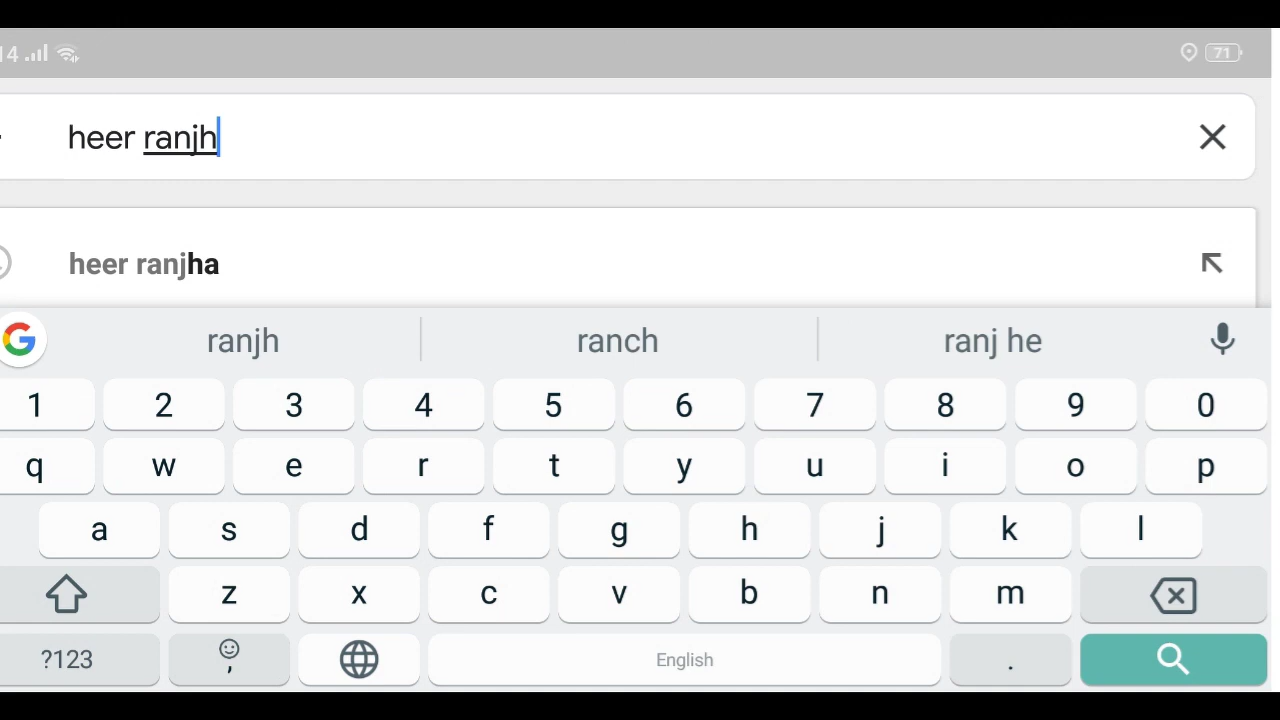 14 71
heer ranjh
heer ranjha
ranjh ranch ranj he
1 2 3 4 5 6 7 8 9 0
q w e r t y u i o p
a s d f g h j k l
z x c v b n m
?123 , English .